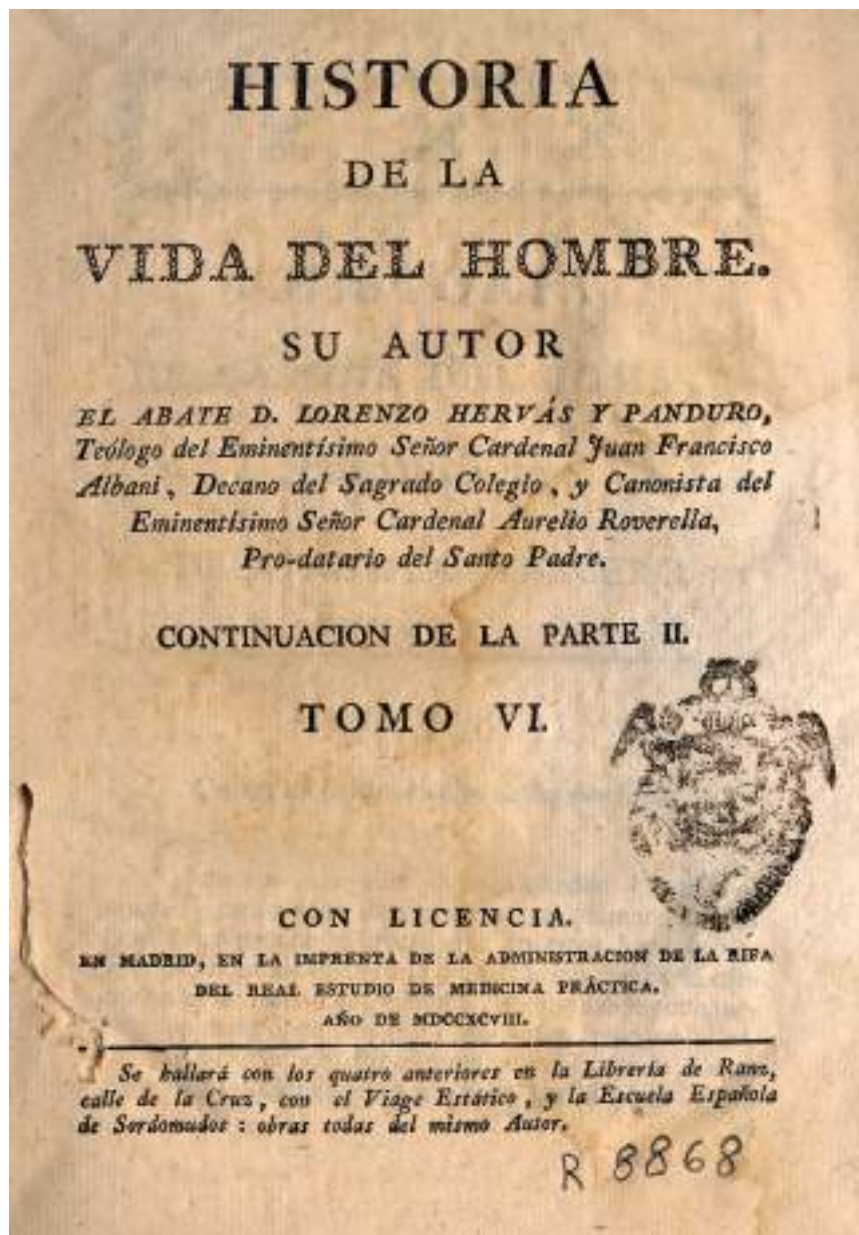 HISTORIA
DE LA
VIDA DEL HOMBRE.
SU AUTOR
EL ABATE D. LORENZO HERVÁS Y PANDURO,
Teólogo del Eminentísimo Señor Cardenal Juan Francisco
Albani, Decano del Sagrado Colegio, y Canonista del
Eminentísimo Señor Cardenal Aurelio Roverella,
Pro-datario del Santo Padre.
CONTINUACION DE LA PARTE II.
TOMO VI.
CON LICENCIA.
EN MADRID, EN LA IMPRENTA DE LA ADMINISTRACION DE LA RIFA
DEL REAL ESTUDIO DE MEDICINA PRÁCTICA.
AÑO DE MDCCXCVIII.
Se hallará con los quatro anteriores en la Librería de Ranz,
calle de la Cruz, con el Viage Estático, y la Escuela Española
de Sordomudos : obras todas del mismo Autor.
R 8868